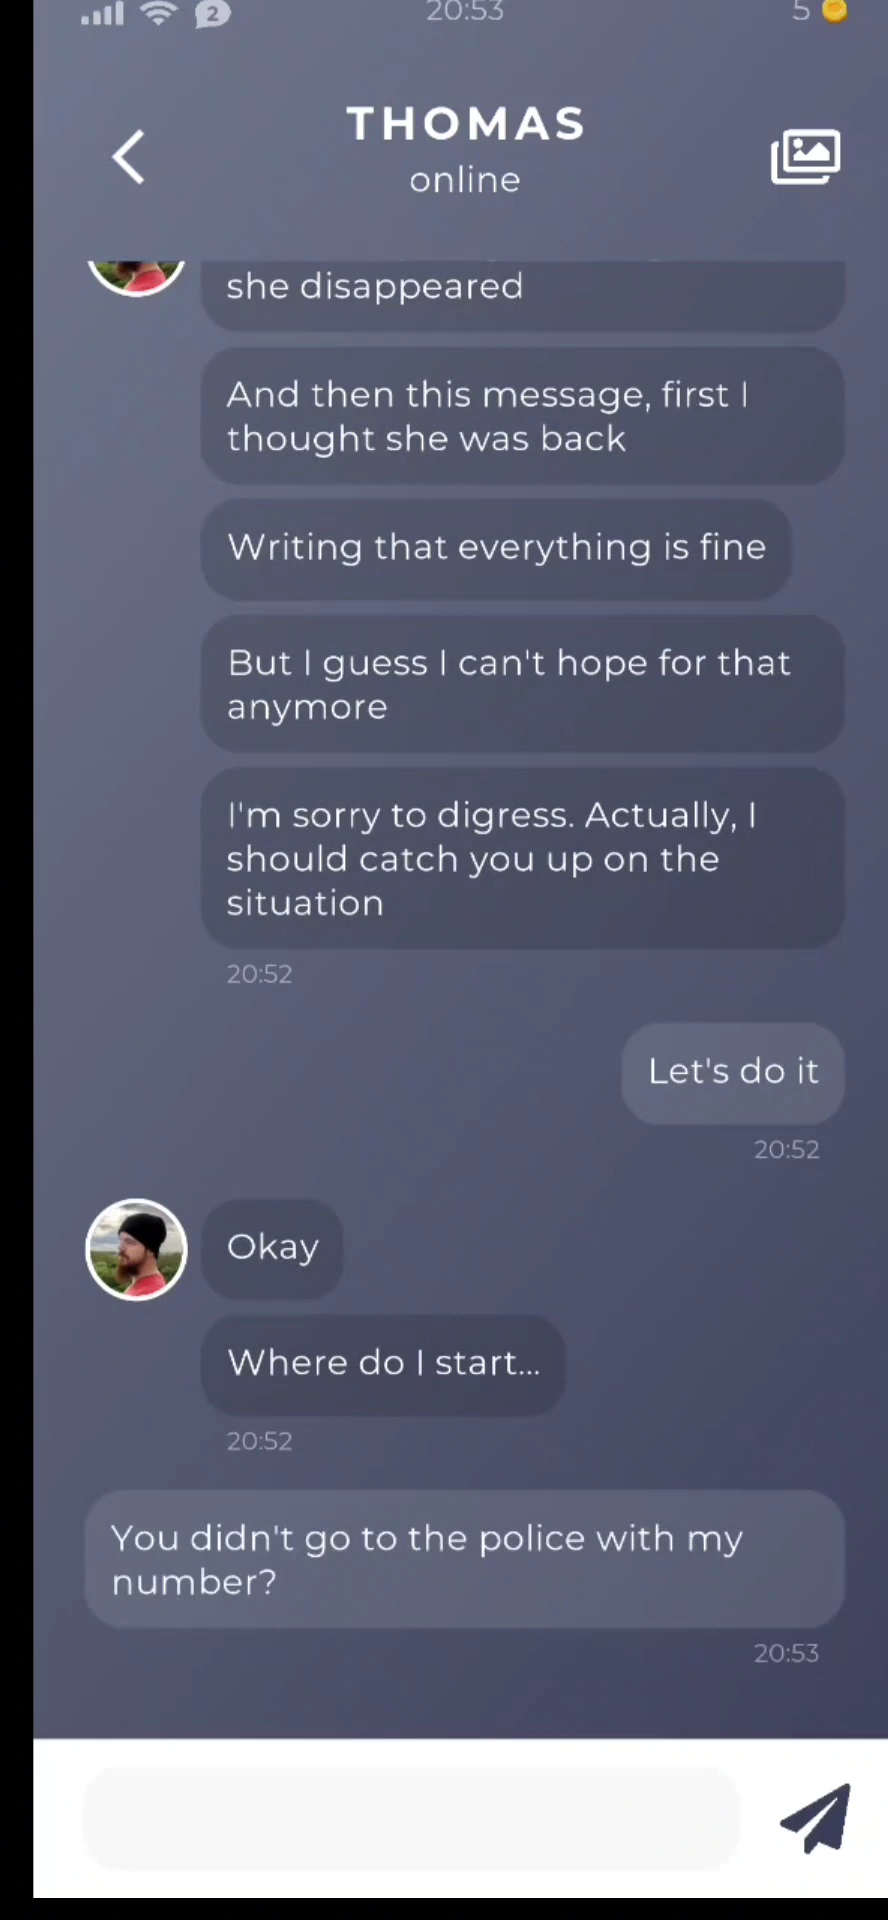 20:53
2
5
THOMAS
online
she disappeared
And then this message, first I
thought she was back
Writing that everything is fine
But I guess I can't hope for that
anymore
I'm sorry to digress. Actually, I
should catch you up on the
situation
20:52
Let's do it
20:52
Okay
Where do I start...
20:52
You didn't go to the police with my
number?
20:53